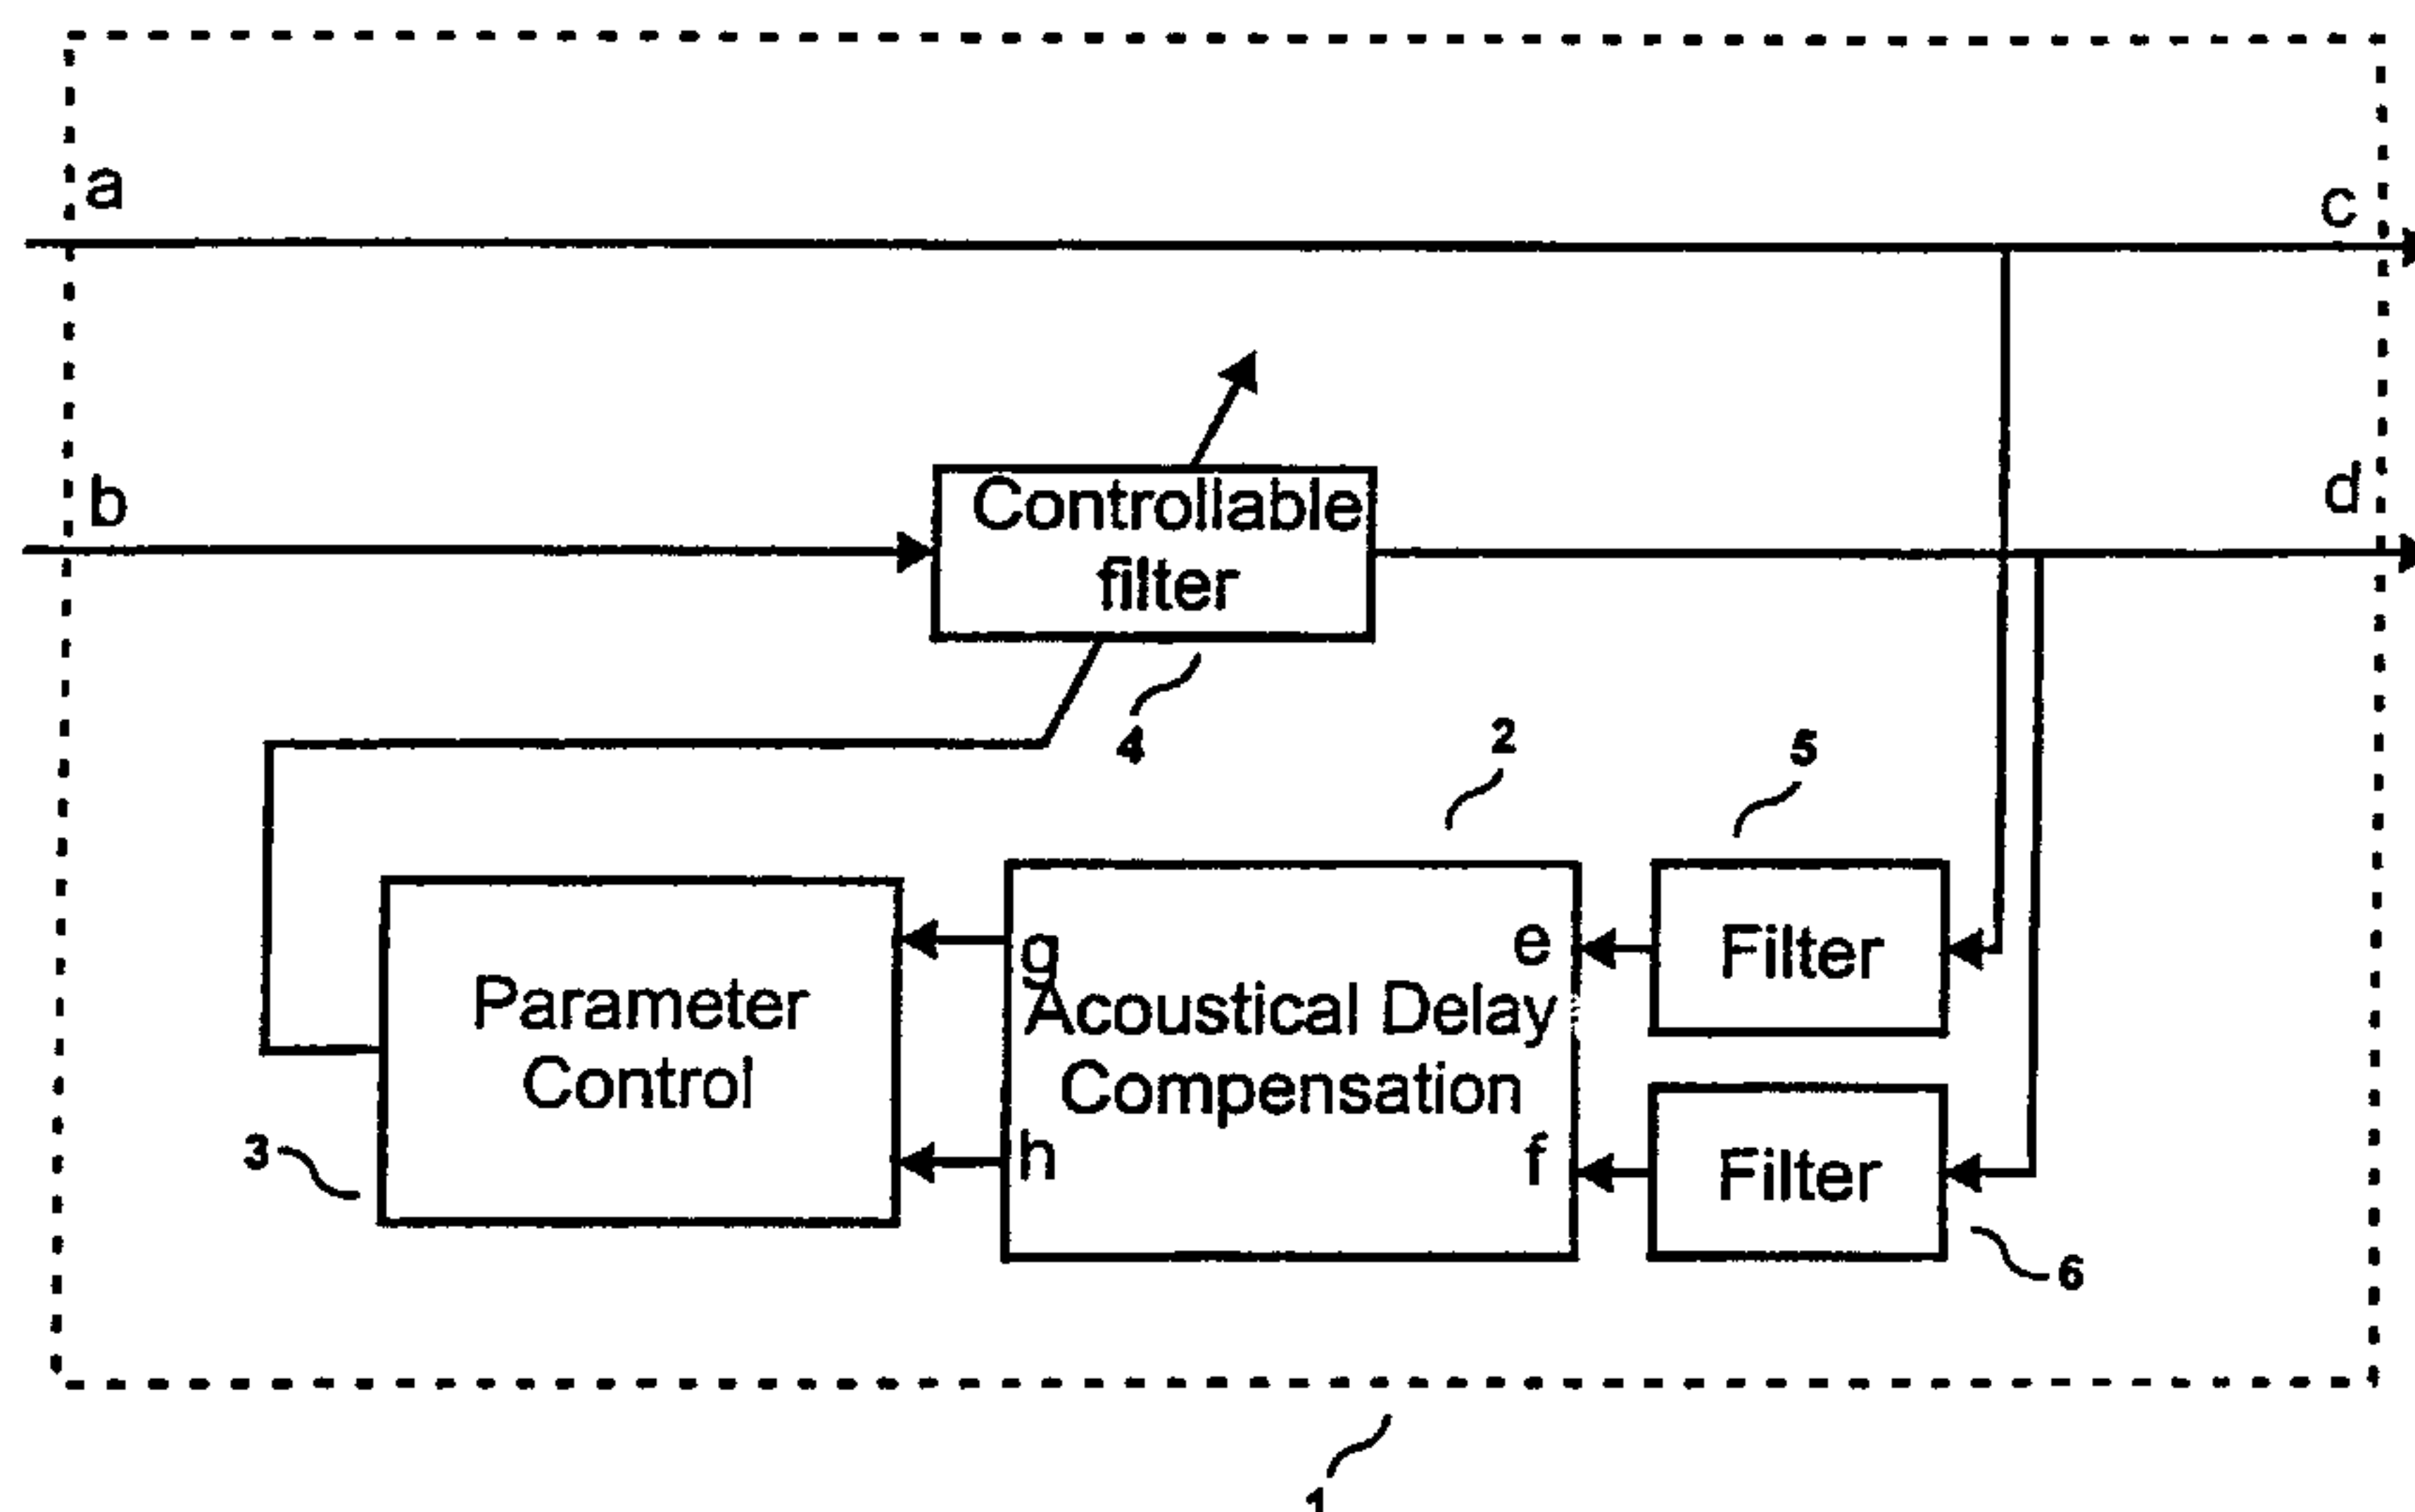 a
c
b
d
Controllable
filter
4
2
5
g
e
Filter
Parameter
Control
Acoustical Delay
Compensation
3
h
f
Filter
6
1